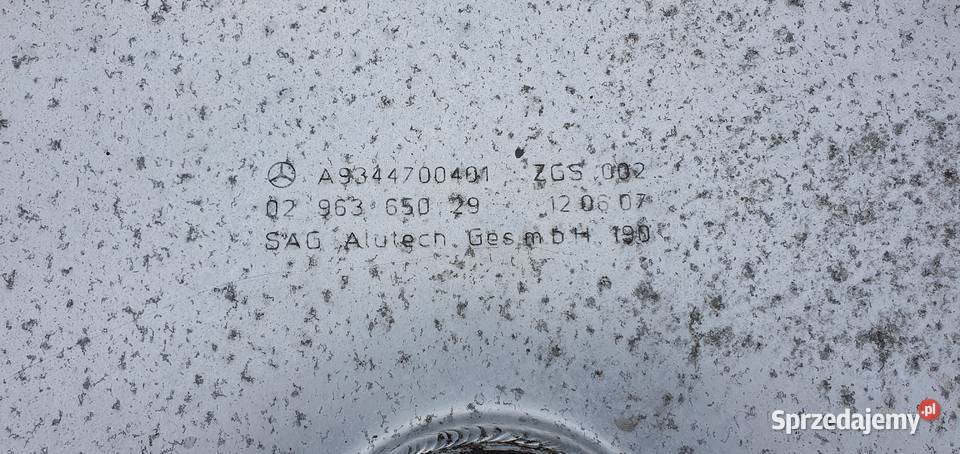 A9344700401 ZGS 002
02 963 650 29 12 06 07
SAG Alutech GesmbH 190
Sprzedajemy.pl